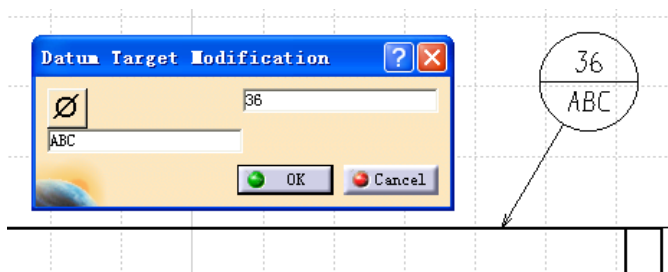 Datum Target Modification
Ø
36
ABC
OK
Cancel
36
ABC